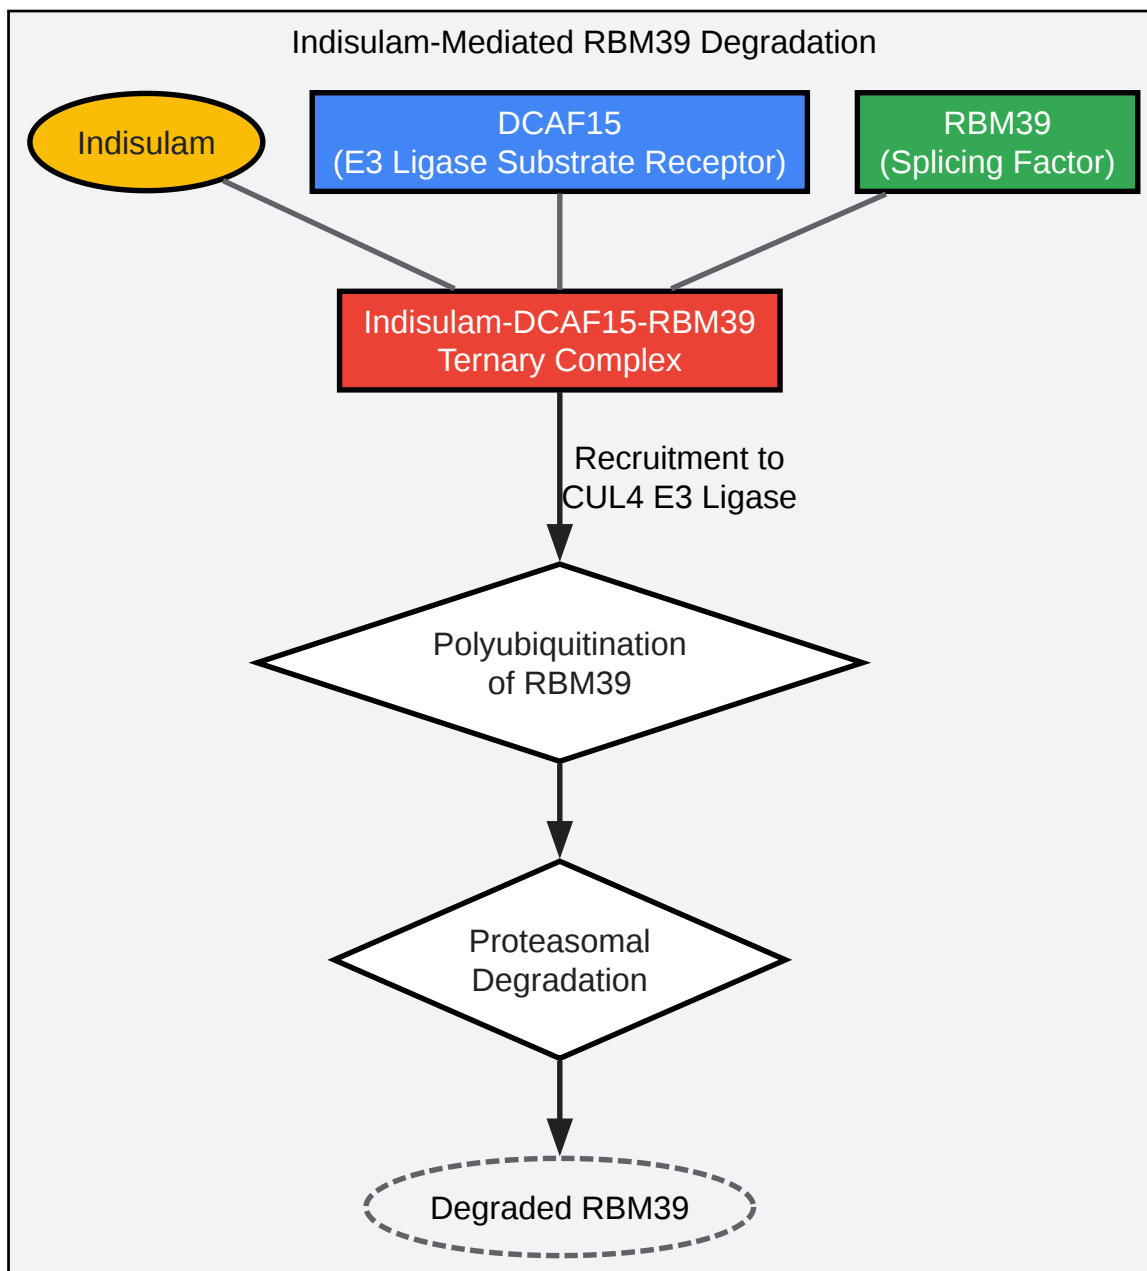 Indisulam-Mediated RBM39 Degradation
Indisulam
DCAF15
(E3 Ligase Substrate Receptor)
RBM39
(Splicing Factor)
Indisulam-DCAF15-RBM39
Ternary Complex
Recruitment to
CUL4 E3 Ligase
Polyubiquitination
of RBM39
Proteasomal
Degradation
Degraded RBM39